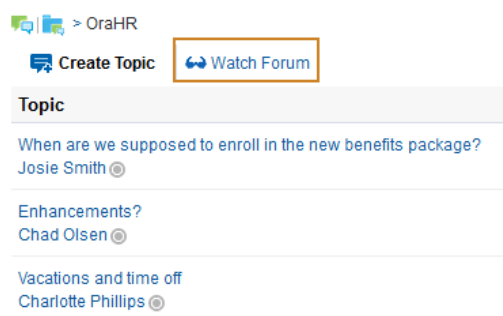 > OraHR
Create Topic Watch Forum
Topic
When are we supposed to enroll in the new benefits package?
Josie Smith
Enhancements?
Chad Olsen
Vacations and time off
Charlotte Phillips